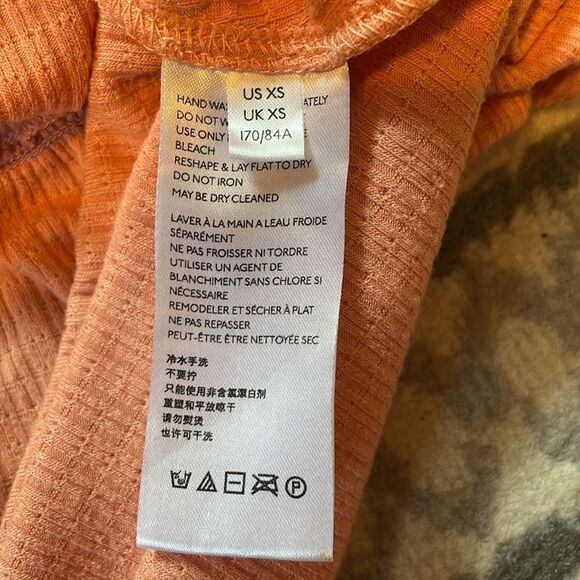 US XS
UK XS
170/84A
HAND WAS ATELY
DO NOT W
USE ONLY E
BLEACH
RESHAPE & LAY FLAT TO DRY
DO NOT IRON
MAY BE DRY CLEANED
LAVER À LA MAIN A LEAU FROIDE
SÉPARÉMENT
NE PAS FROISSER NI TORDRE
UTILISER UN AGENT DE
BLANCHIMENT SANS CHLORE SI
NÉCESSAIRE
REMODELER ET SÉCHER À PLAT
NE PAS REPASSER
PEUT-ÊTRE ÊTRE NETTOYÉE SEC
冷水手洗
不要拧
只能使用非含氯漂白剂
重塑和平放晾干
请勿熨烫
也许可干洗
P